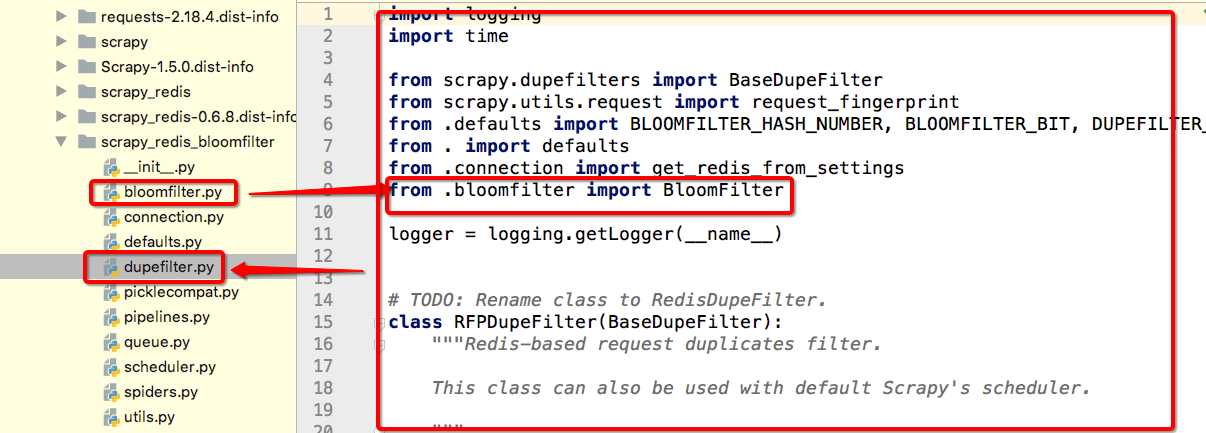 requests-2.18.4.dist-info
scrapy
Scrapy-1.5.0.dist-info
scrapy_redis
scrapy_redis-0.6.8.dist-info
scrapy_redis_bloomfilter
__init__.py
bloomfilter.py
connection.py
defaults.py
dupefilter.py
picklecompat.py
pipelines.py
queue.py
scheduler.py
spiders.py
utils.py
1 import logging
2 import time
3
4 from scrapy.dupefilters import BaseDupeFilter
5 from scrapy.utils.request import request_fingerprint
6 from .defaults import BLOOMFILTER_HASH_NUMBER, BLOOMFILTER_BIT, DUPEFILTER_
7 from . import defaults
8 from .connection import get_redis_from_settings
9 from .bloomfilter import BloomFilter
10
11 logger = logging.getLogger(__name__)
12
13
14 # TODO: Rename class to RedisDupeFilter.
15 class RFPDupeFilter(BaseDupeFilter):
16 """Redis-based request duplicates filter.
17
18 This class can also be used with default Scrapy's scheduler.
19
20 """